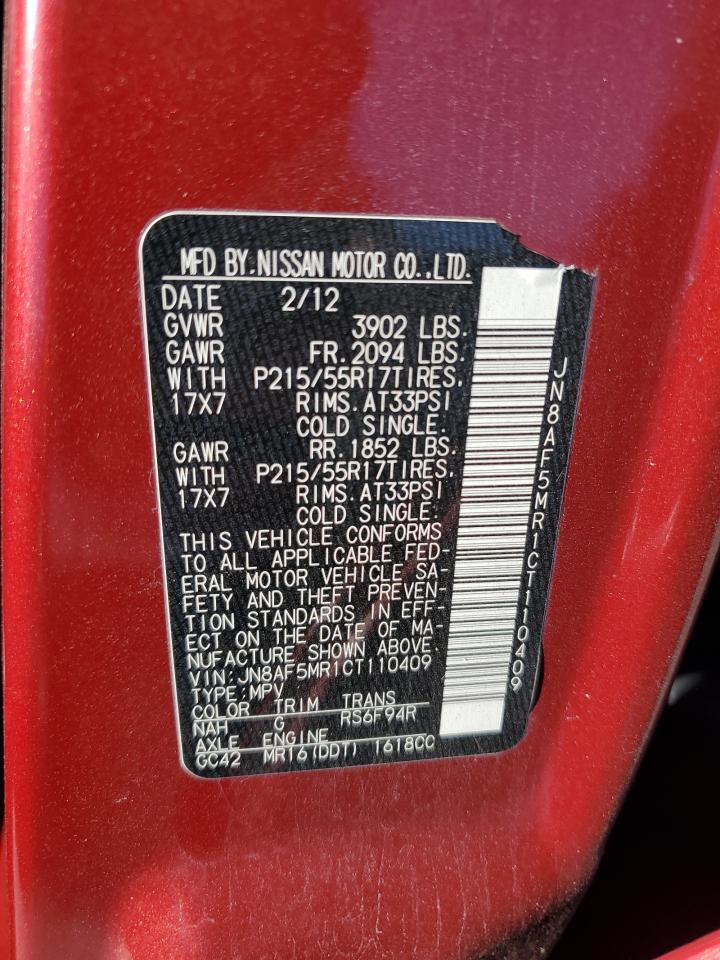 MFD BY.NISSAN MOTOR CO.,LTD.
DATE 2/12
GVWR 3902 LBS.
GAWR FR.2094 LBS.
WITH P215/55R17TIRES.
17X7 RIMS.AT33PSI
COLD SINGLE.
GAWR RR.1852 LBS.
WITH P215/55R17TIRES.
17X7 RIMS.AT33PSI
COLD SINGLE.
THIS VEHICLE CONFORMS
TO ALL APPLICABLE FED-
ERAL MOTOR VEHICLE SA-
FETY AND THEFT PREVEN-
TION STANDARDS IN EFF-
ECT ON THE DATE OF MA-
NUFACTURE SHOWN ABOVE.
VIN:JN8AF5MR1CT110409
TYPE:MPV
COLOR TRIM TRANS
NAH G RS6F94R
AXLE ENGINE
GC42 MR16(DDT) 1618CC
JN8AF5MR1CT110409